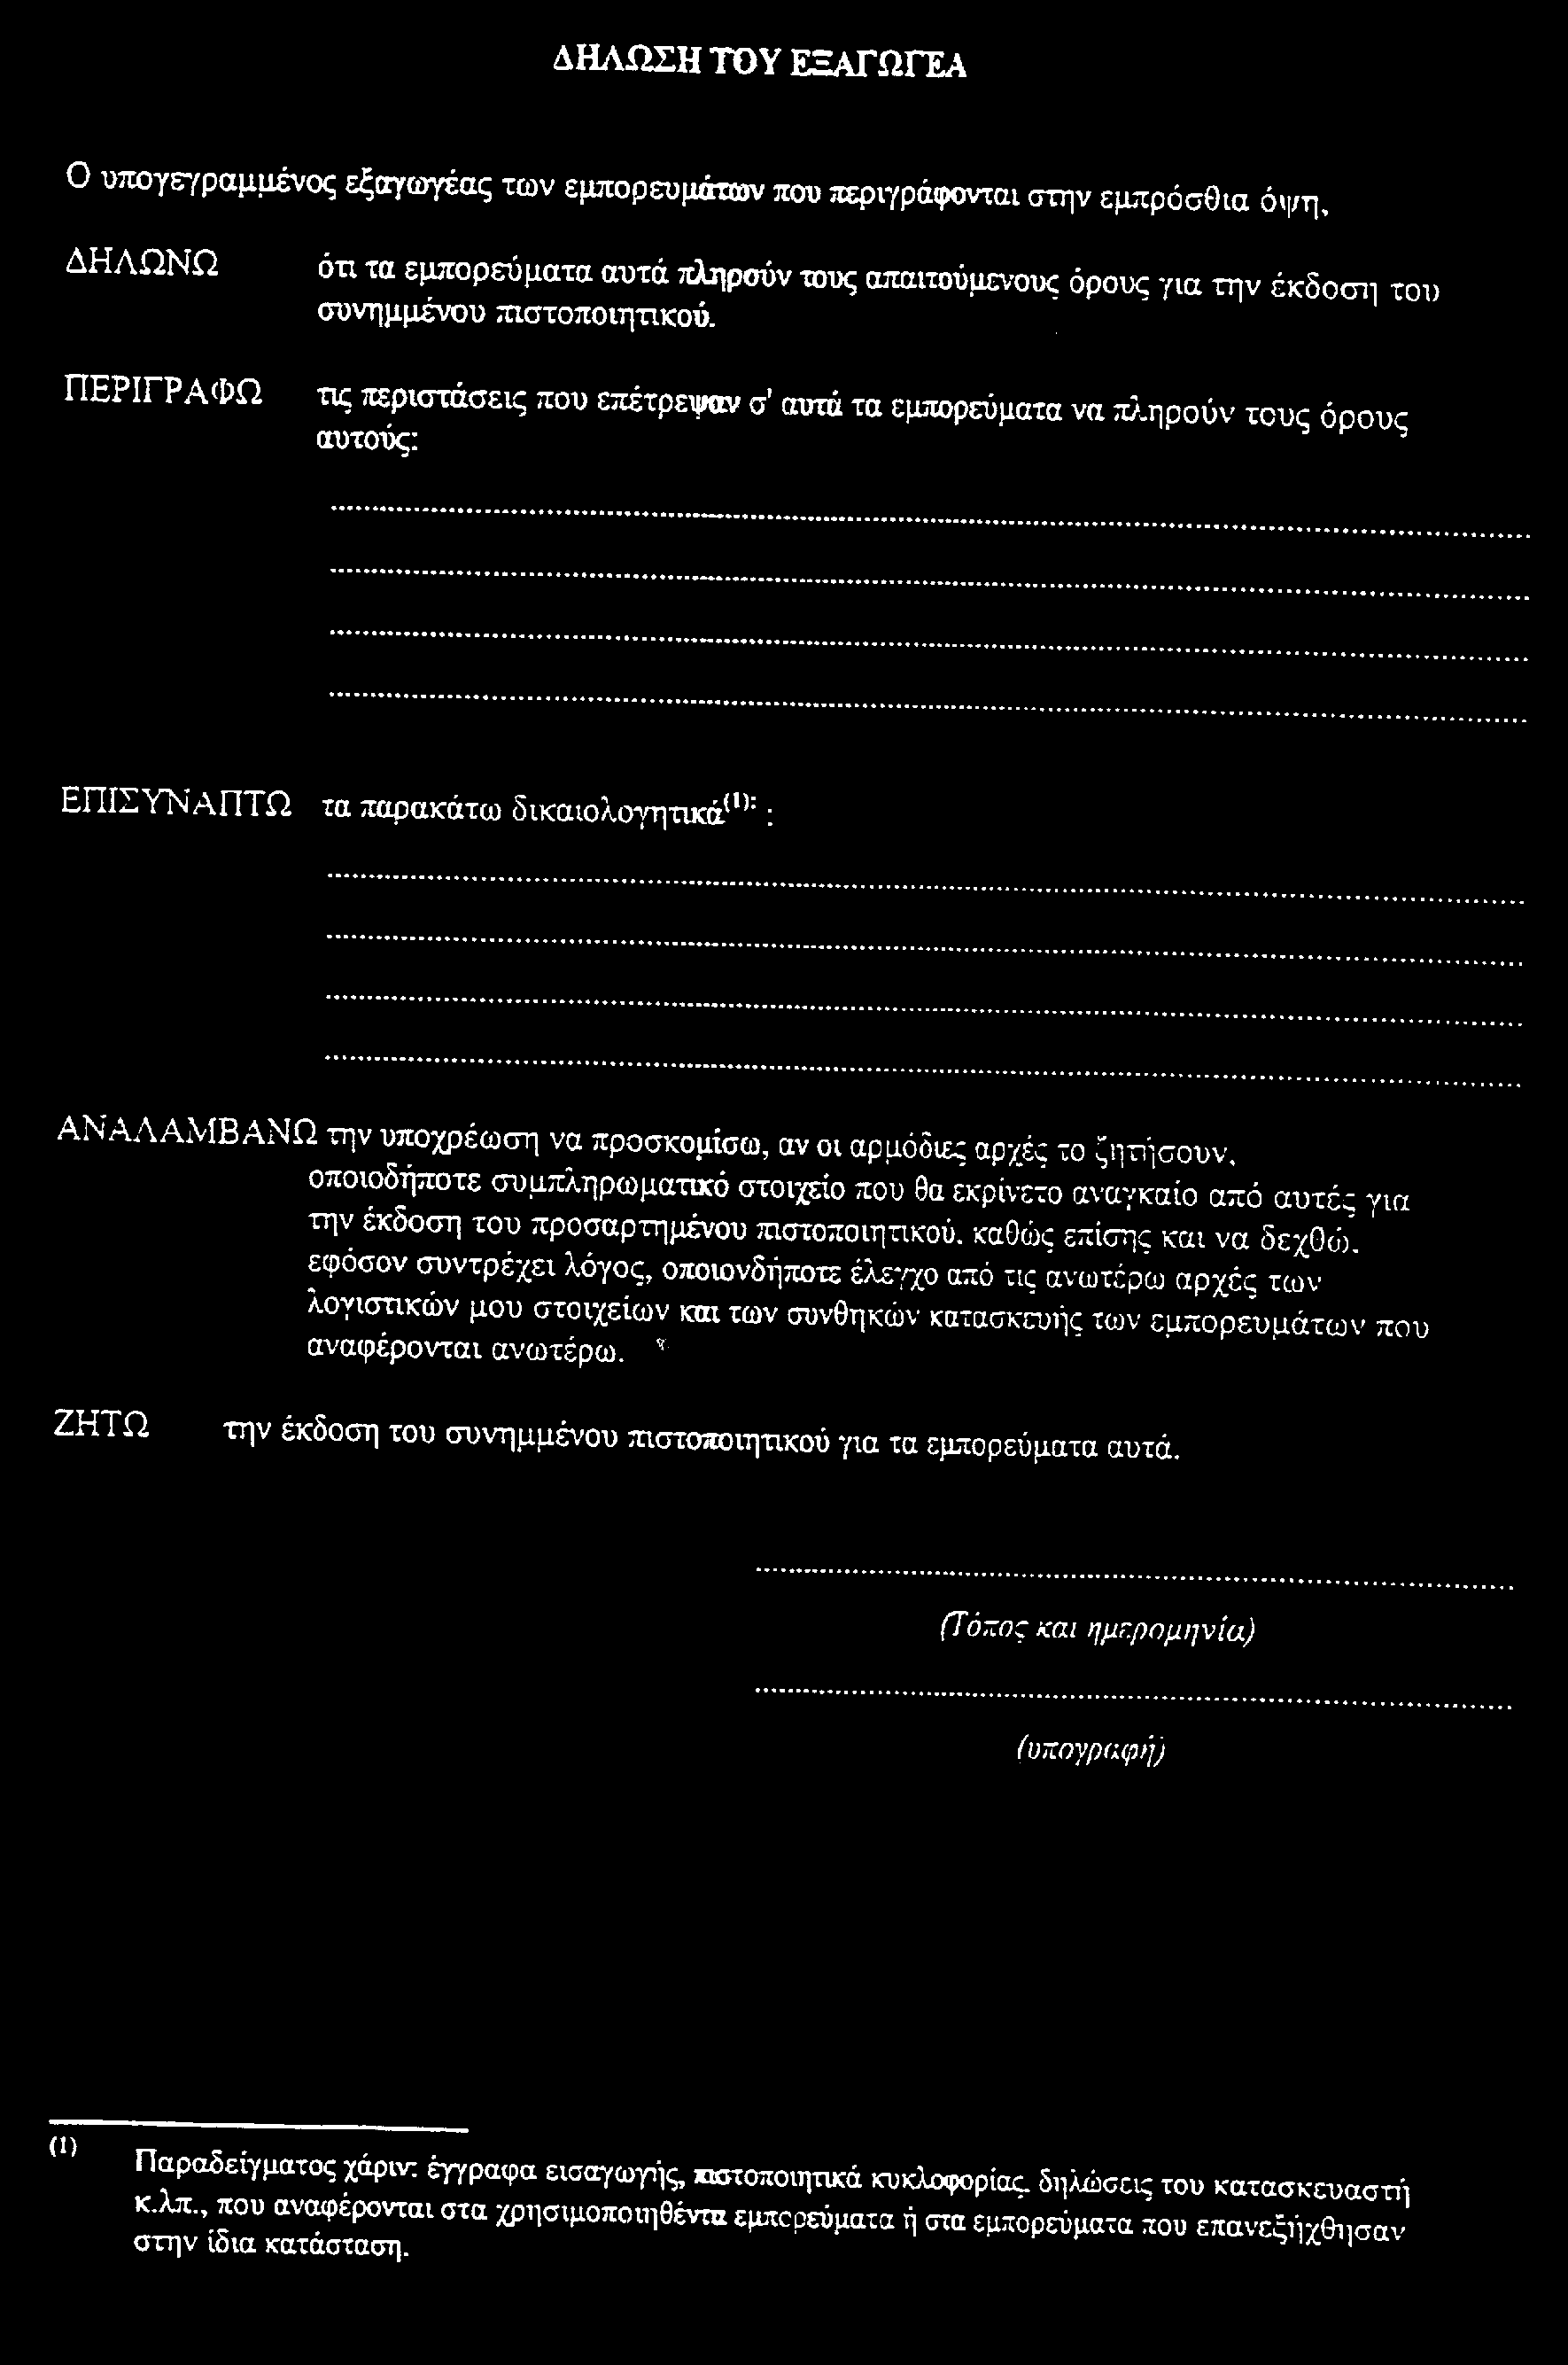 ΔΗΛΩΣΗ ΤΟΥ ΕΞΑΓΩΓΕΑ
Ο υπογεγραμμένος εξαγωγέας των εμπορευμάτων που περιγράφονται στην εμπρόσθια όψη,
ΔΗΛΩΝΩ ότι τα εμπορεύματα αυτά πληρούν τους απαιτούμενους όρους για την έκδοση του
συνημμένου πιστοποιητικού.
ΠΕΡΙΓΡΑΦΩ τις περιστάσεις που επέτρεψαν σ' αυτά τα εμπορεύματα να πληρούν τους όρους
αυτούς:
ΕΠΙΣΥΝΑΠΤΩ τα παρακάτω δικαιολογητικά(1): :
ΑΝΑΛΑΜΒΑΝΩ την υποχρέωση να προσκομίσω, αν οι αρμόδιες αρχές το ζητήσουν,
οποιοδήποτε συμπληρωματικό στοιχείο που θα εκρίνετο αναγκαίο από αυτές για
την έκδοση του προσαρτημένου πιστοποιητικού, καθώς επίσης και να δεχθώ,
εφόσον συντρέχει λόγος, οποιονδήποτε έλεγχο από τις ανωτέρω αρχές των
λογιστικών μου στοιχείων και των συνθηκών κατασκευής των εμπορευμάτων που
αναφέρονται ανωτέρω.
ΖΗΤΩ την έκδοση του συνημμένου πιστοποιητικού για τα εμπορεύματα αυτά.
(Τόπος και ημερομηνία)
(υπογραφή)
(1) Παραδείγματος χάριν: έγγραφα εισαγωγής, πιστοποιητικά κυκλοφορίας, δηλώσεις του κατασκευαστή
κ.λπ., που αναφέρονται στα χρησιμοποιηθέντα εμπορεύματα ή στα εμπορεύματα που επανεξήχθησαν
στην ίδια κατάσταση.